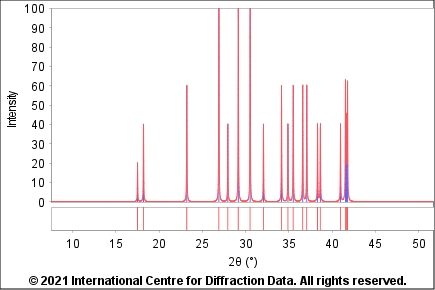 100
90
80
70
60
50
40
30
20
10
0
Intensity
10 15 20 25 30 35 40 45 50
2θ (°)
© 2021 International Centre for Diffraction Data. All rights reserved.